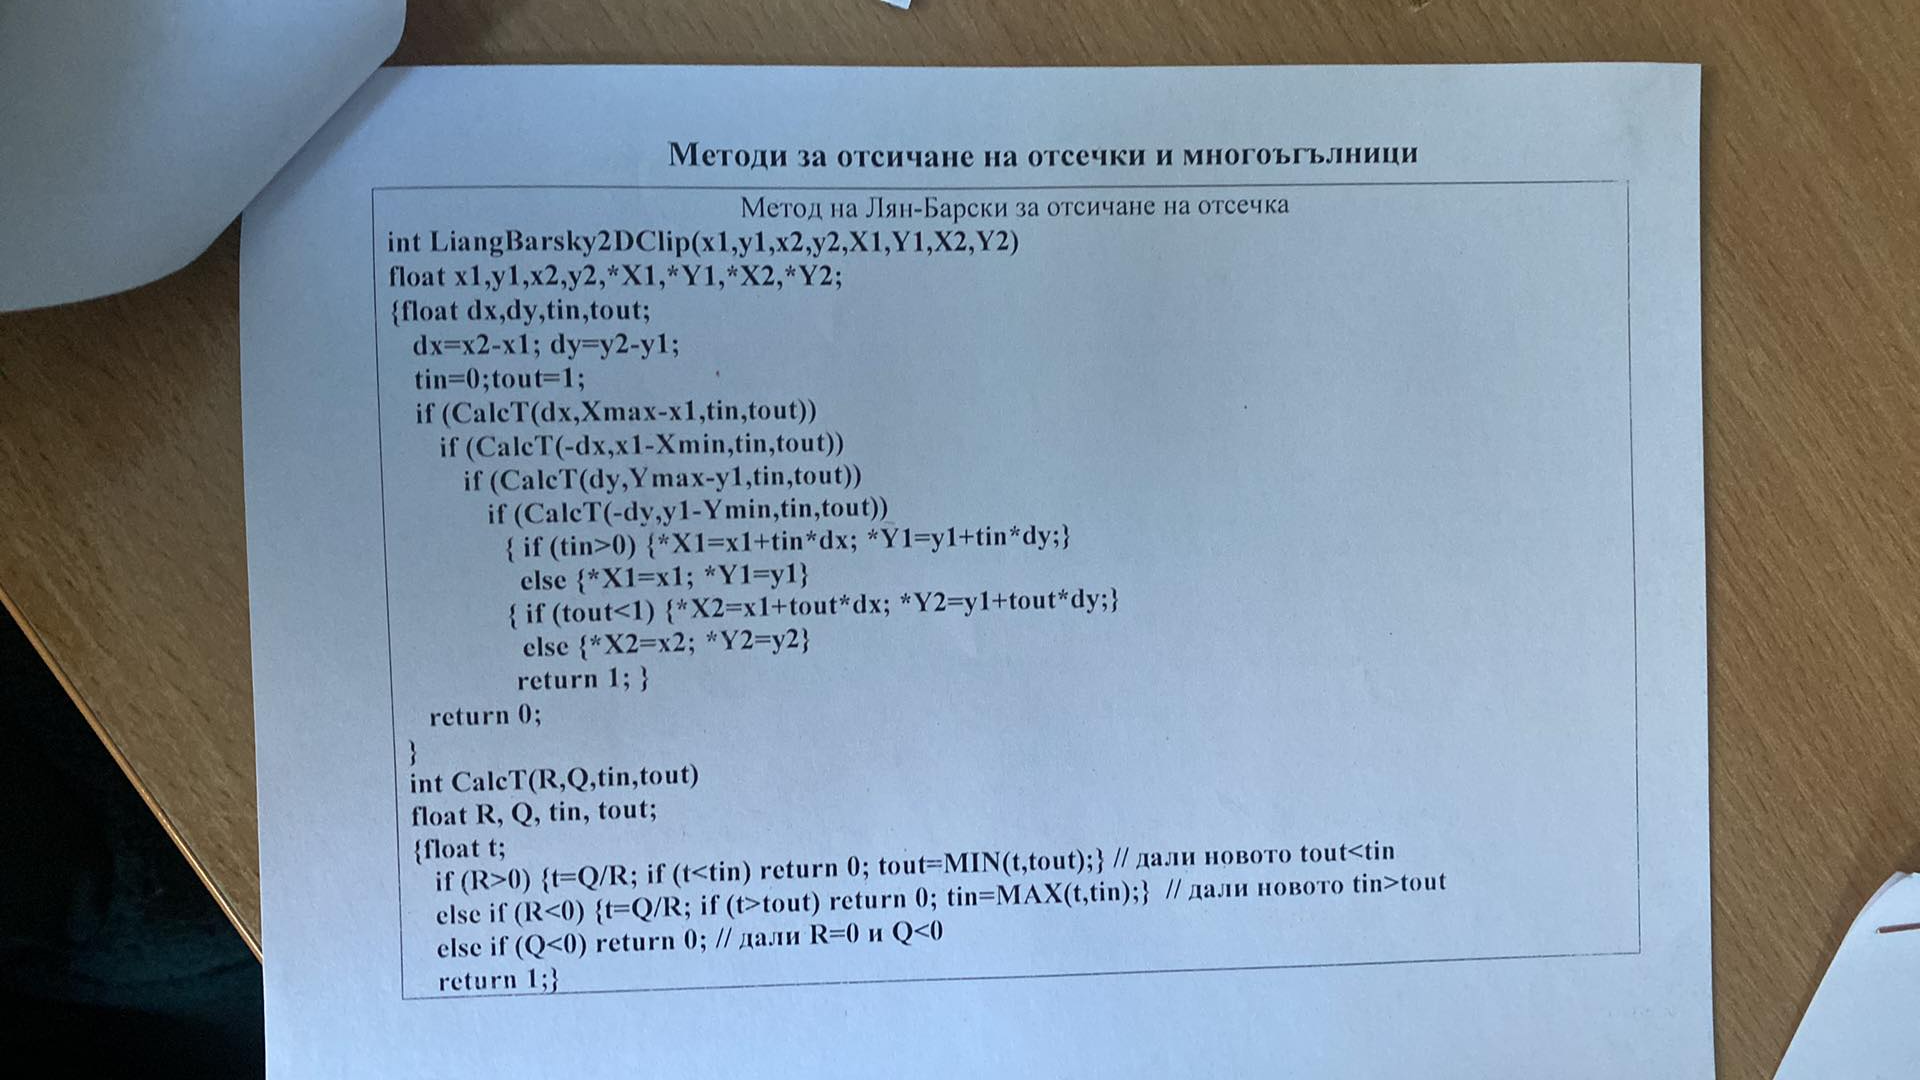 Методи за отсичане на отсечки и многоъгълници
Метод на Лян-Барски за отсичане на отсечка
int LiangBarsky2DClip(x1,y1,x2,y2,X1,Y1,X2,Y2)
float x1,y1,x2,y2,*X1,*Y1,*X2,*Y2;
{float dx,dy,tin,tout;
dx=x2-x1; dy=y2-y1;
tin=0;tout=1;
if (CalcT(dx,Xmax-x1,tin,tout))
if (CalcT(-dx,x1-Xmin,tin,tout))
if (CalcT(dy,Ymax-y1,tin,tout))
if (CalcT(-dy,y1-Ymin,tin,tout))
{ if (tin>0) {*X1=x1+tin*dx; *Y1=y1+tin*dy;}
else {*X1=x1; *Y1=y1}
{ if (tout<1) {*X2=x1+tout*dx; *Y2=y1+tout*dy;}
else {*X2=x2; *Y2=y2}
return 1; }
return 0;
}
int CalcT(R,Q,tin,tout)
float R, Q, tin, tout;
{float t;
if (R>0) {t=Q/R; if (t<tin) return 0; tout=MIN(t,tout);} // дали новото tout<tin
else if (R<0) {t=Q/R; if (t>tout) return 0; tin=MAX(t,tin);} // дали новото tin>tout
else if (Q<0) return 0; // дали R=0 и Q<0
return 1;}